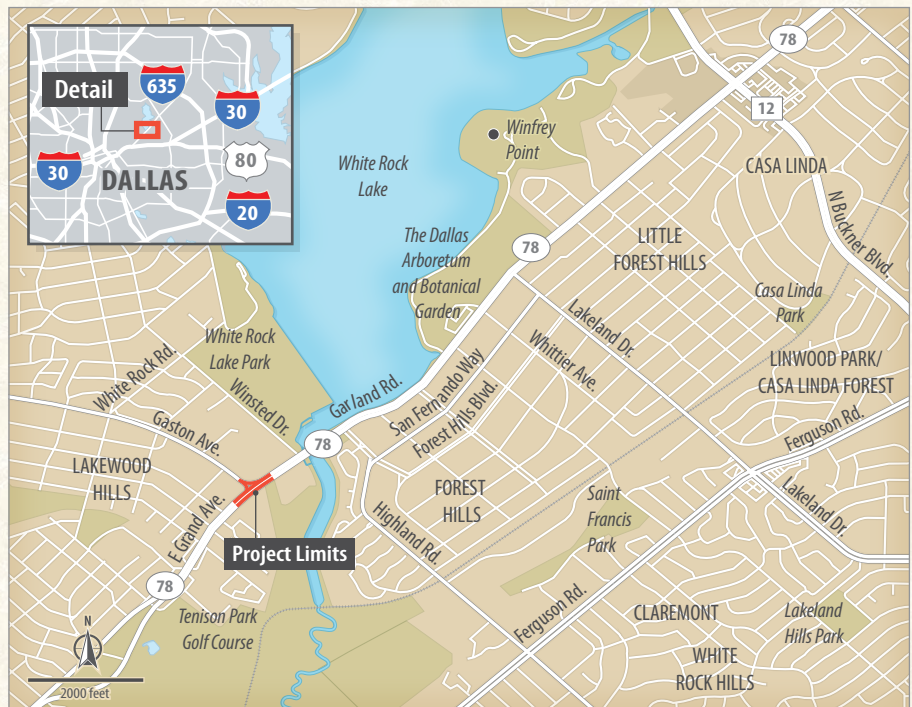 Detail
635
30
30
80
DALLAS
20
78
12
Winfrey
Point
CASA LINDA
White Rock
Lake
N Buckner Blvd.
The Dallas
Arboretum
and Botanical
Garden
78
LITTLE
FOREST HILLS
Casa Linda
Park
White Rock
Lake Park
Lakeland Dr.
Whittier Ave.
LINWOOD PARK/
CASA LINDA FOREST
White Rock Rd.
Winsted Dr.
Garland Rd.
San Fernando Way
Forest Hills Blvd.
Ferguson Rd.
Gaston Ave.
78
LAKEWOOD
HILLS
E Grand Ave.
FOREST
HILLS
Saint
Francis
Park
Lakeland Dr.
Highland Rd.
Project Limits
78
Tenison Park
Golf Course
Ferguson Rd.
CLAREMONT
Lakeland
Hills Park
WHITE
ROCK HILLS
N
2000 feet